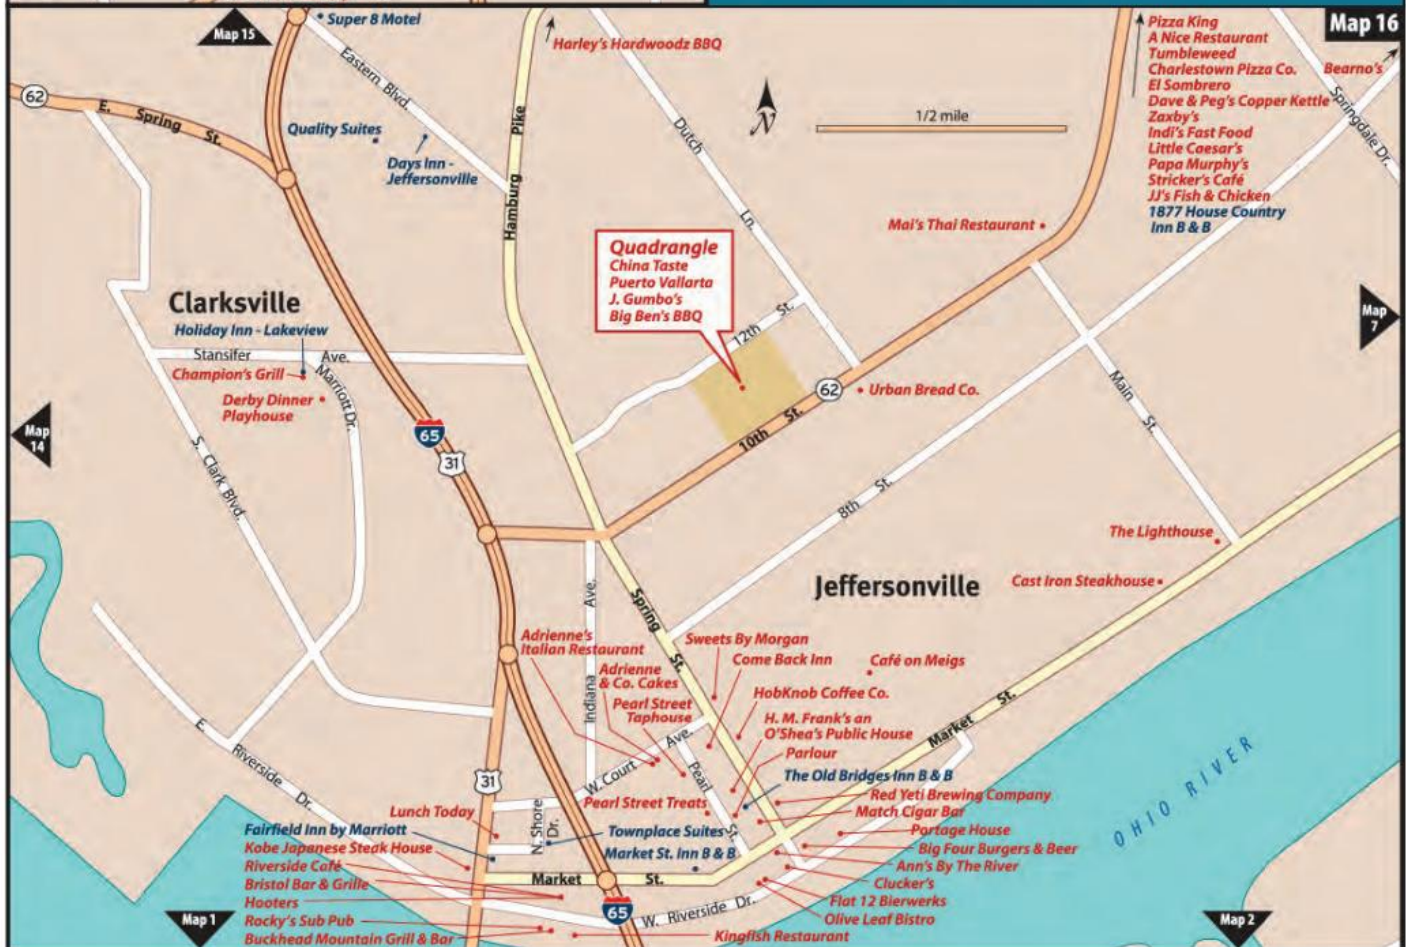 Map 15
Super 8 Motel
Harley's Hardwoodz BBQ
Map 16
Pizza King
A Nice Restaurant
Tumbleweed
Charlestown Pizza Co.
El Sombrero
Dave & Peg's Copper Kettle
Zaxby's
Indi's Fast Food
Little Caesar's
Papa Murphy's
Stricker's Café
JJ's Fish & Chicken
1877 House Country
Inn B & B
Bearno's
Springdale Dr.
62
E. Spring St.
Eastern Blvd.
Quality Suites
Days Inn -
Jeffersonville
Hamburg Pike
Dutch Ln.
N
1/2 mile
Mai's Thai Restaurant
Quadrangle
China Taste
Puerto Vallarta
J. Gumbo's
Big Ben's BBQ
12th St.
Map
7
Clarksville
Holiday Inn - Lakeview
Stansifer Ave.
Champion's Grill
Marriott Dr.
Derby Dinner
Playhouse
62
Urban Bread Co.
10th St.
Main St.
Map
14
65
31
S. Clark Blvd.
8th St.
The Lighthouse
Cast Iron Steakhouse
Jeffersonville
Indiana Ave.
Spring St.
Adrienne's
Italian Restaurant
Adrienne
& Co. Cakes
Pearl Street
Taphouse
Sweets By Morgan
Come Back Inn
Café on Meigs
HobKnob Coffee Co.
H. M. Frank's an
O'Shea's Public House
Parlour
The Old Bridges Inn B & B
Market St.
OHIO RIVER
E. Riverside Dr.
31
W. Court Ave.
Pearl St.
Pearl Street Treats
N. Shore
Dr.
Townplace Suites
Market St. Inn B & B
Red Yeti Brewing Company
Match Cigar Bar
Portage House
Big Four Burgers & Beer
Ann's By The River
Clucker's
Flat 12 Bierwerks
Olive Leaf Bistro
Lunch Today
Fairfield Inn by Marriott
Kobe Japanese Steak House
Riverside Café
Bristol Bar & Grille
Hooters
Rocky's Sub Pub
Buckhead Mountain Grill & Bar
Market St.
65
W. Riverside Dr.
Kingfish Restaurant
Map 1
Map 2